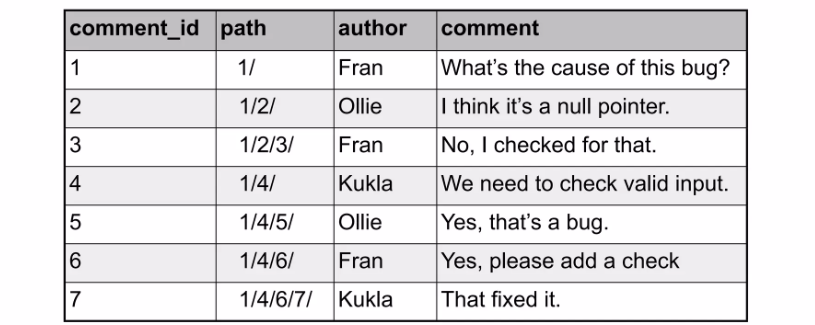 comment_id path author comment
1 1/ Fran What's the cause of this bug?
2 1/2/ Ollie I think it's a null pointer.
3 1/2/3/ Fran No, I checked for that.
4 1/4/ Kukla We need to check valid input.
5 1/4/5/ Ollie Yes, that's a bug.
6 1/4/6/ Fran Yes, please add a check
7 1/4/6/7/ Kukla That fixed it.